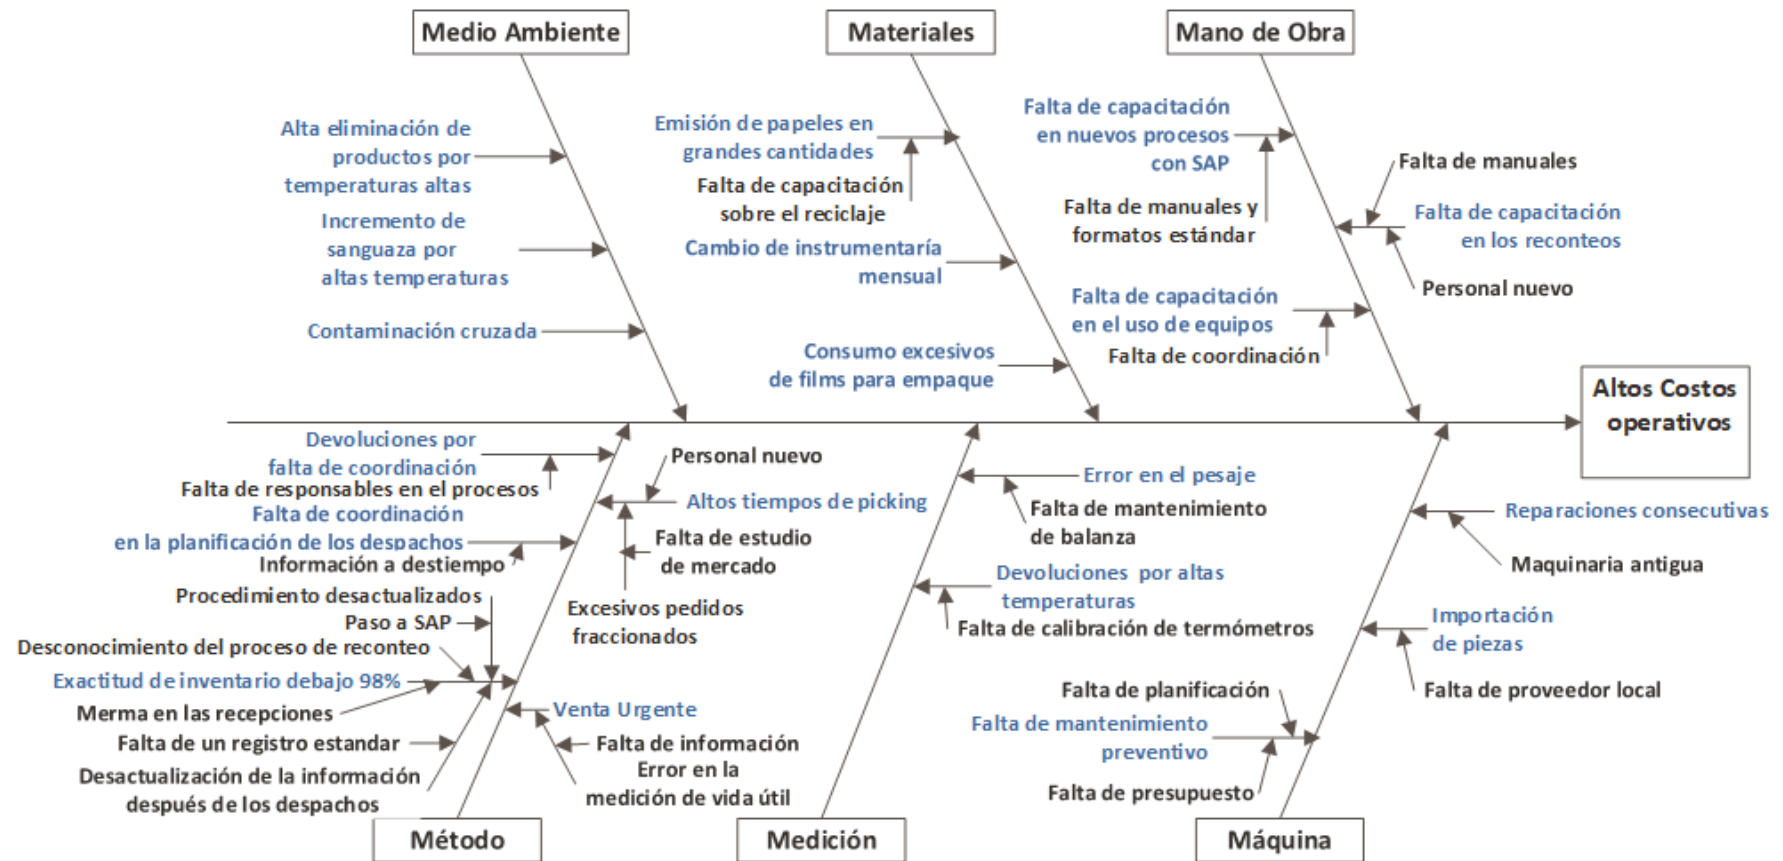 Medio Ambiente
Materiales
Mano de Obra
Alta eliminación de
productos por
temperaturas altas
Incremento de
sanguaza por
altas temperaturas
Contaminación cruzada
Emisión de papeles en
grandes cantidades
Falta de capacitación
sobre el reciclaje
Cambio de instrumentaría
mensual
Consumo excesivos
de films para empaque
Falta de capacitación
en nuevos procesos
con SAP
Falta de manuales y
formatos estándar
Falta de manuales
Falta de capacitación
en los reconteos
Personal nuevo
Falta de capacitación
en el uso de equipos
Falta de coordinación
Altos Costos
operativos
Devoluciones por
falta de coordinación
Falta de responsables en el procesos
Falta de coordinación
en la planificación de los despachos
Información a destiempo
Procedimiento desactualizados
Paso a SAP
Desconocimiento del proceso de reconteo
Exactitud de inventario debajo 98%
Merma en las recepciones
Falta de un registro estandar
Desactualización de la información
después de los despachos
Personal nuevo
Altos tiempos de picking
Falta de estudio
de mercado
Excesivos pedidos
fraccionados
Venta Urgente
Falta de información
Error en la
medición de vida útil
Error en el pesaje
Falta de mantenimiento
de balanza
Devoluciones por altas
temperaturas
Falta de calibración de termómetros
Reparaciones consecutivas
Maquinaria antigua
Importación
de piezas
Falta de proveedor local
Falta de planificación
Falta de mantenimiento
preventivo
Falta de presupuesto
Método
Medición
Máquina